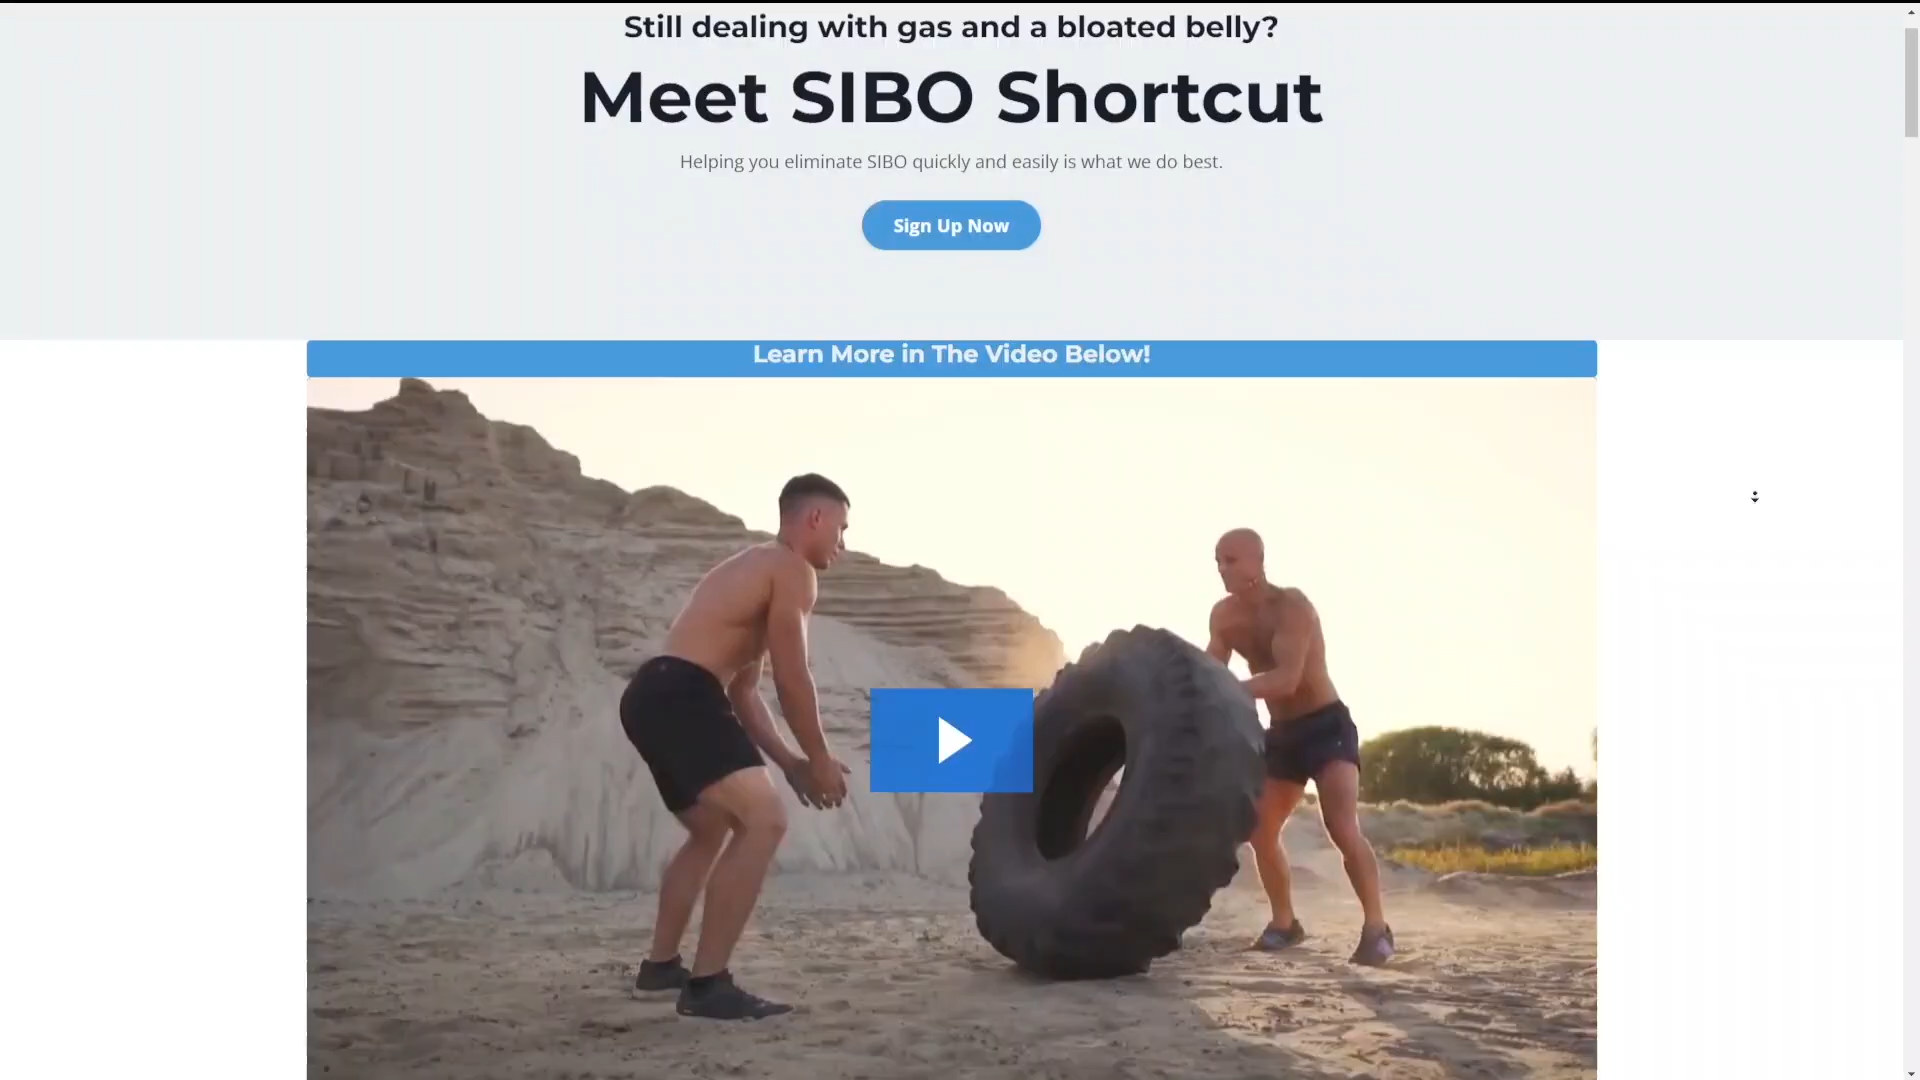 Still dealing with gas and a bloated belly?
Meet SIBO Shortcut
Helping you eliminate SIBO quickly and easily is what we do best.
Sign Up Now
Learn More in The Video Below!